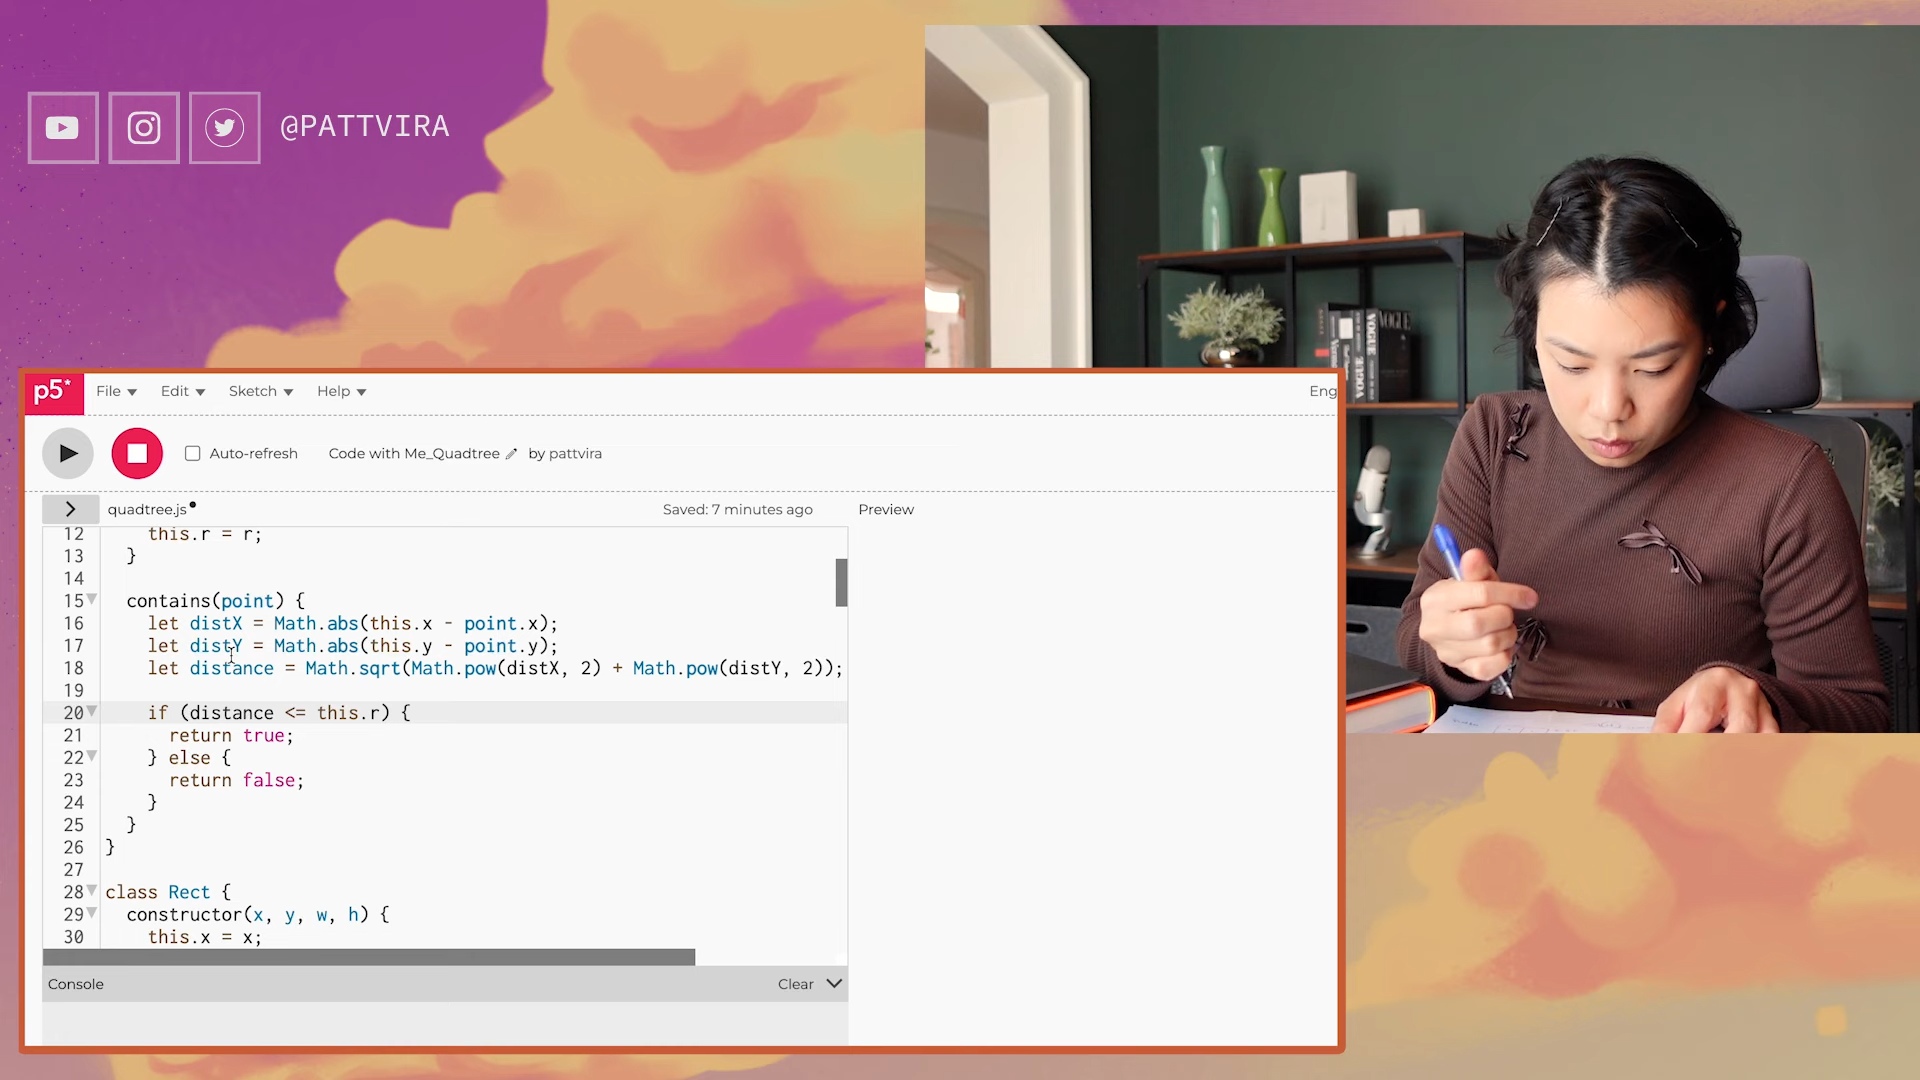 @PATTVIRA
VOGUE
VOGUE
p5*
File
Edit
Sketch
Help
Eng
Auto-refresh
Code with Me_Quadtree
by pattvira
quadtree.js
Saved: 7 minutes ago
Preview
12 this.r = r;
13 }
14
15 contains(point) {
16 let distX = Math.abs(this.x - point.x);
17 let distY = Math.abs(this.y - point.y);
18 let distance = Math.sqrt(Math.pow(distX, 2) + Math.pow(distY, 2));
19
20 if (distance <= this.r) {
21 return true;
22 } else {
23 return false;
24 }
25 }
26 }
27
28 class Rect {
29 constructor(x, y, w, h) {
30 this.x = x;
Console
Clear